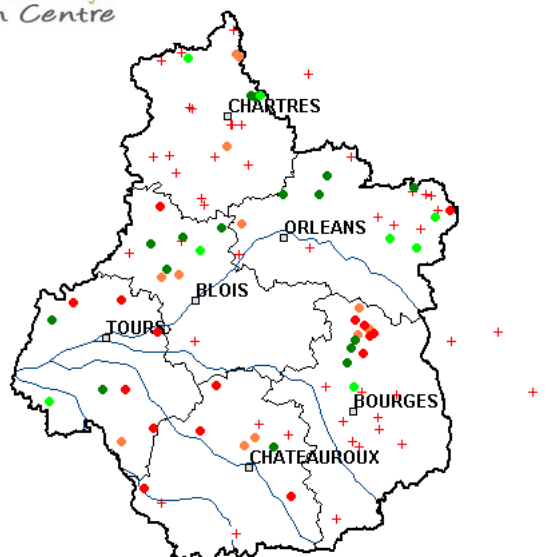 n Centre
CHARTRES
ORLEANS
BLOIS
TOURS
BOURGES
CHATEAUROUX